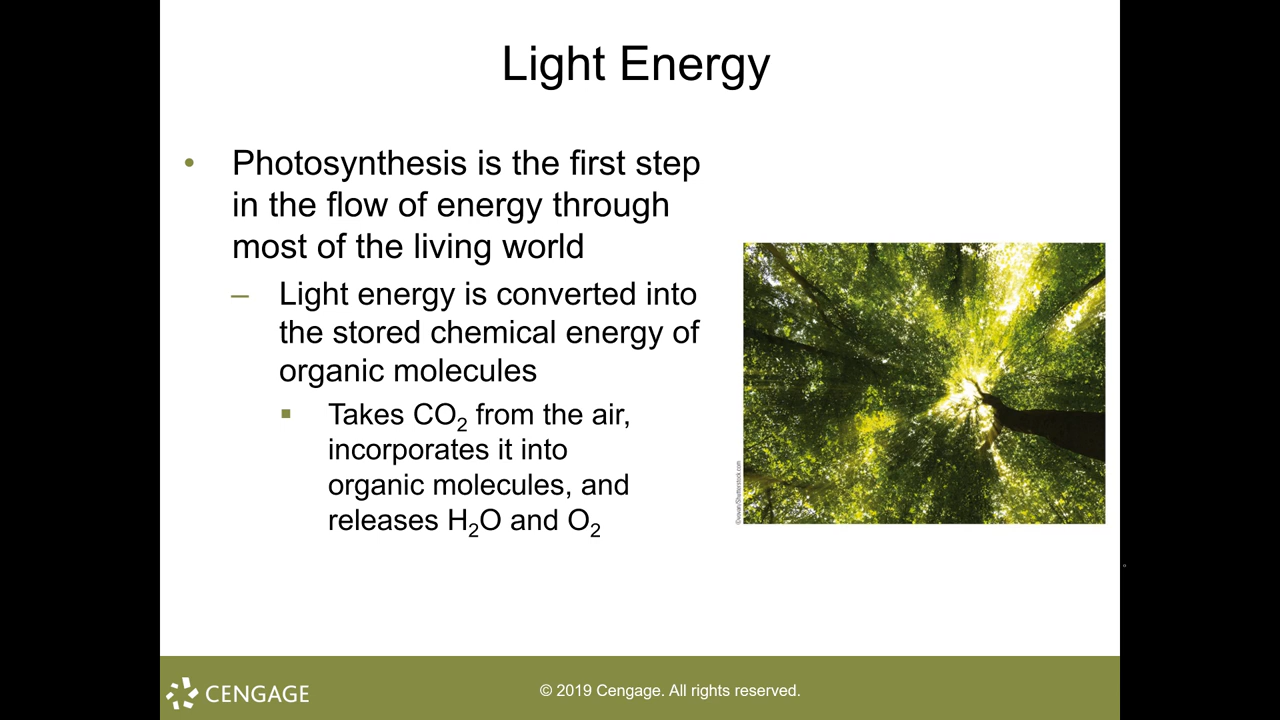 Light Energy
• Photosynthesis is the first step
in the flow of energy through
most of the living world
– Light energy is converted into
the stored chemical energy of
organic molecules
▪ Takes CO₂ from the air,
incorporates it into
organic molecules, and
releases H₂O and O₂
CENGAGE
© 2019 Cengage. All rights reserved.